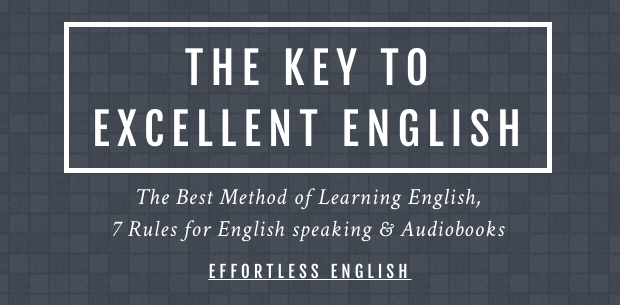 THE KEY TO
EXCELLENT ENGLISH
The Best Method of Learning English,
7 Rules for English speaking & Audiobooks
EFFORTLESS ENGLISH